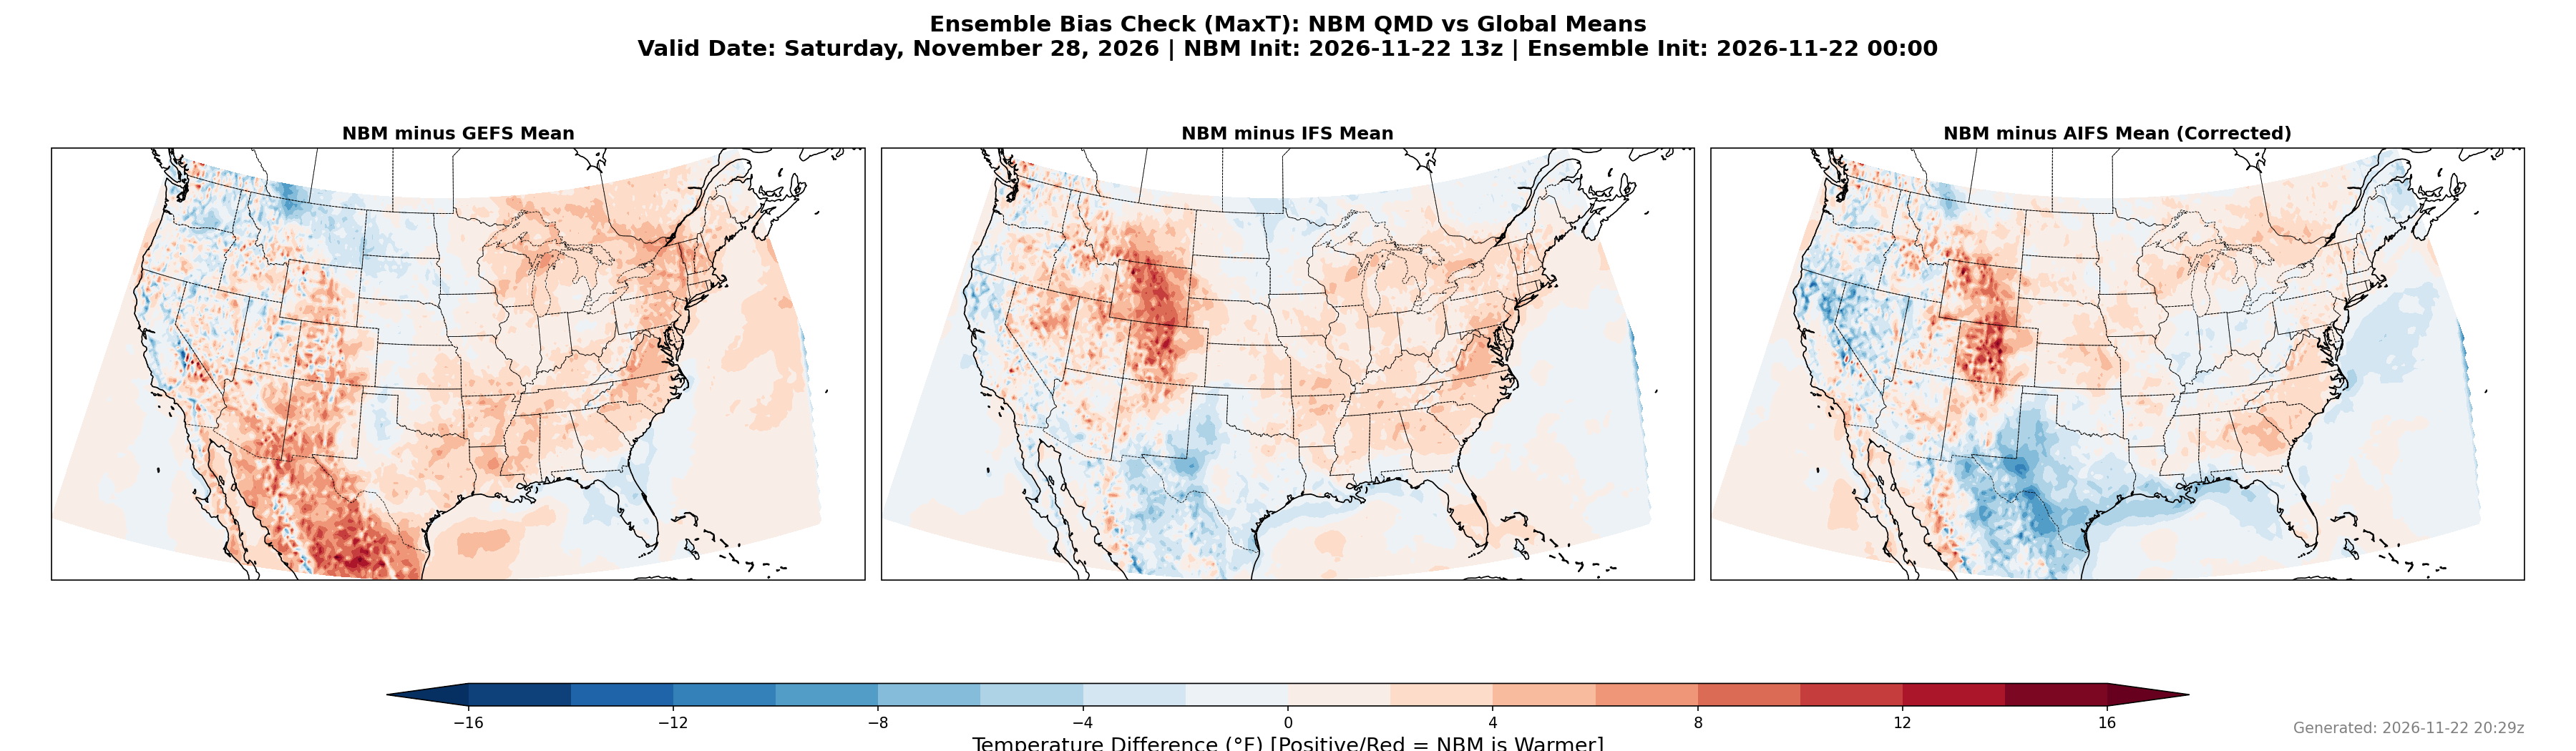 Ensemble Bias Check (MaxT): NBM QMD vs Global Means
Valid Date: Saturday, November 28, 2026 | NBM Init: 2026-11-22 13z | Ensemble Init: 2026-11-22 00:00
NBM minus GEFS Mean
NBM minus IFS Mean
NBM minus AIFS Mean (Corrected)
−16 −12 −8 −4 0 4 8 12 16
Generated: 2026-11-22 20:29z
Temperature Difference (°F) [Positive/Red = NBM is Warmer]